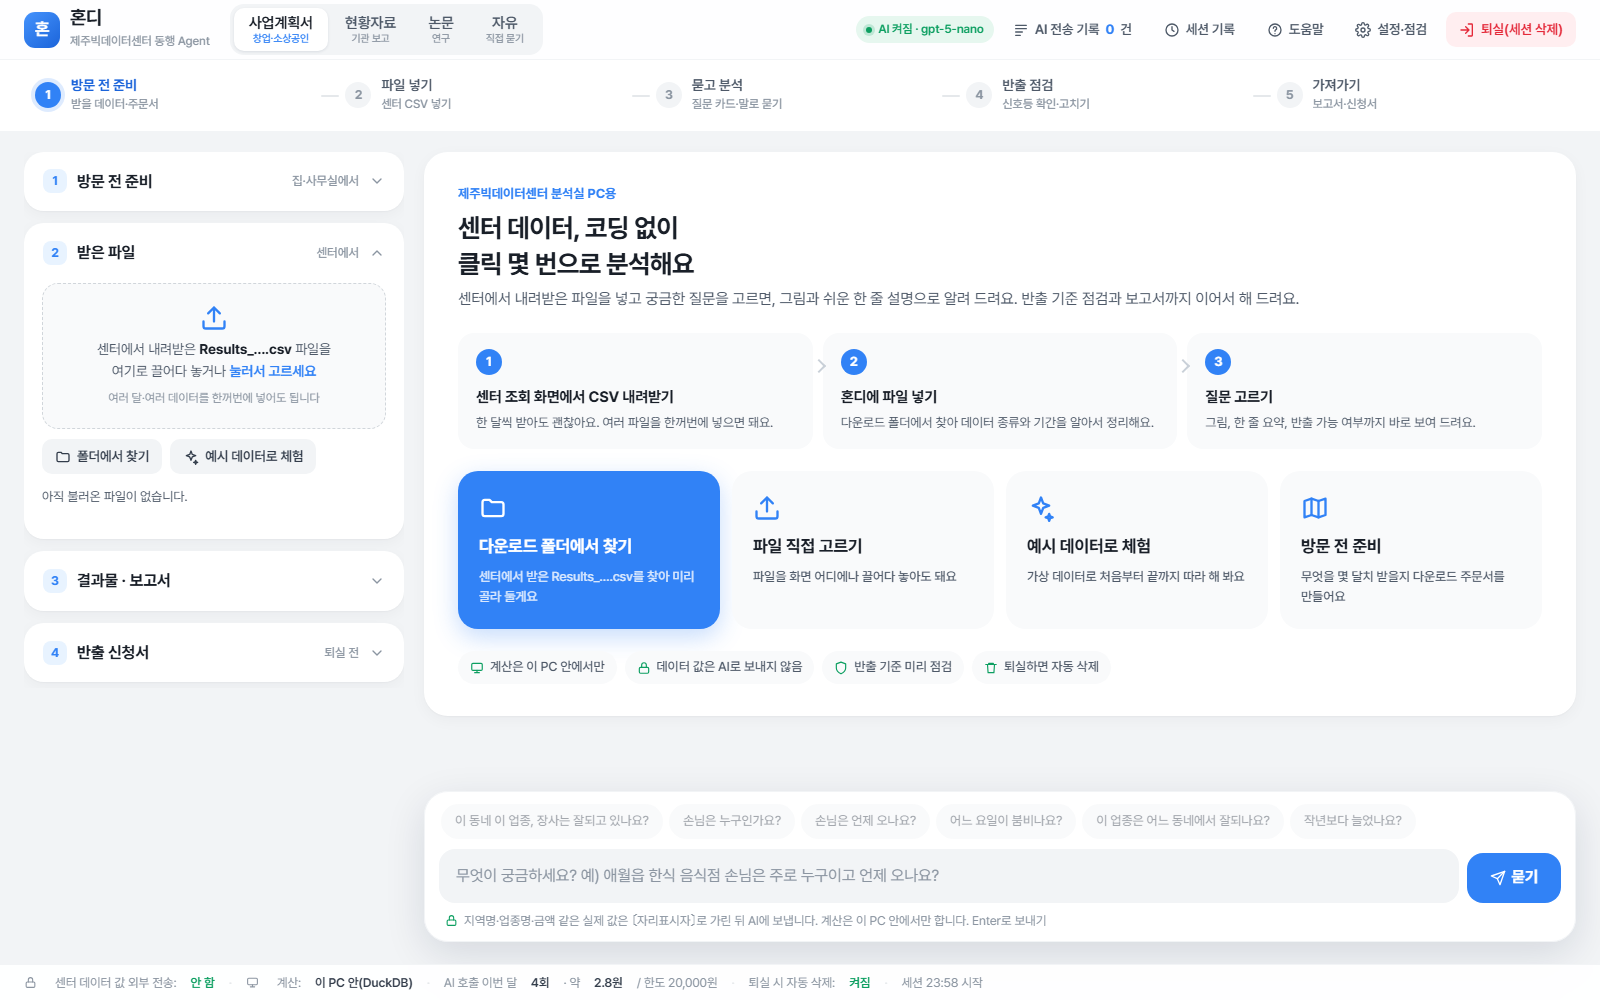 혼
혼디
제주빅데이터센터 동행 Agent
사업계획서
창업·소상공인
현황자료
기관 보고
논문
연구
자유
직접 묻기
AI 켜짐 · gpt-5-nano
AI 전송 기록 0 건
세션 기록
도움말
설정·점검
퇴실(세션 삭제)
1
방문 전 준비
받을 데이터·주문서
2
파일 넣기
센터 CSV 넣기
3
묻고 분석
질문 카드·말로 묻기
4
반출 점검
신호등 확인·고치기
5
가져가기
보고서·신청서
1 방문 전 준비 집·사무실에서
2 받은 파일 센터에서
센터에서 내려받은 Results_....csv 파일을
여기로 끌어다 놓거나 눌러서 고르세요
여러 달·여러 데이터를 한꺼번에 넣어도 됩니다
폴더에서 찾기
예시 데이터로 체험
아직 불러온 파일이 없습니다.
3 결과물 · 보고서
4 반출 신청서 퇴실 전
제주빅데이터센터 분석실 PC용
센터 데이터, 코딩 없이
클릭 몇 번으로 분석해요
센터에서 내려받은 파일을 넣고 궁금한 질문을 고르면, 그림과 쉬운 한 줄 설명으로 알려 드려요. 반출 기준 점검과 보고서까지 이어서 해 드려요.
1
센터 조회 화면에서 CSV 내려받기
한 달씩 받아도 괜찮아요. 여러 파일을 한꺼번에 넣으면 돼요.
2
혼디에 파일 넣기
다운로드 폴더에서 찾아 데이터 종류와 기간을 알아서 정리해요.
3
질문 고르기
그림, 한 줄 요약, 반출 가능 여부까지 바로 보여 드려요.
다운로드 폴더에서 찾기
센터에서 받은 Results_....csv를 찾아 미리
골라 둘게요
파일 직접 고르기
파일을 화면 어디에나 끌어다 놓아도 돼요
예시 데이터로 체험
가상 데이터로 처음부터 끝까지 따라 해 봐요
방문 전 준비
무엇을 몇 달치 받을지 다운로드 주문서를
만들어요
계산은 이 PC 안에서만
데이터 값은 AI로 보내지 않음
반출 기준 미리 점검
퇴실하면 자동 삭제
이 동네 이 업종, 장사는 잘되고 있나요?
손님은 누구인가요?
손님은 언제 오나요?
어느 요일이 붐비나요?
이 업종은 어느 동네에서 잘되나요?
작년보다 늘었나요?
무엇이 궁금하세요? 예) 애월읍 한식 음식점 손님은 주로 누구이고 언제 오나요?
묻기
지역명·업종명·금액 같은 실제 값은 〔자리표시자〕로 가린 뒤 AI에 보냅니다. 계산은 이 PC 안에서만 합니다. Enter로 보내기
센터 데이터 값 외부 전송: 안 함 · 계산: 이 PC 안(DuckDB) · AI 호출 이번 달 4회 · 약 2.8원 / 한도 20,000원 · 퇴실 시 자동 삭제: 켜짐 · 세션 23:58 시작